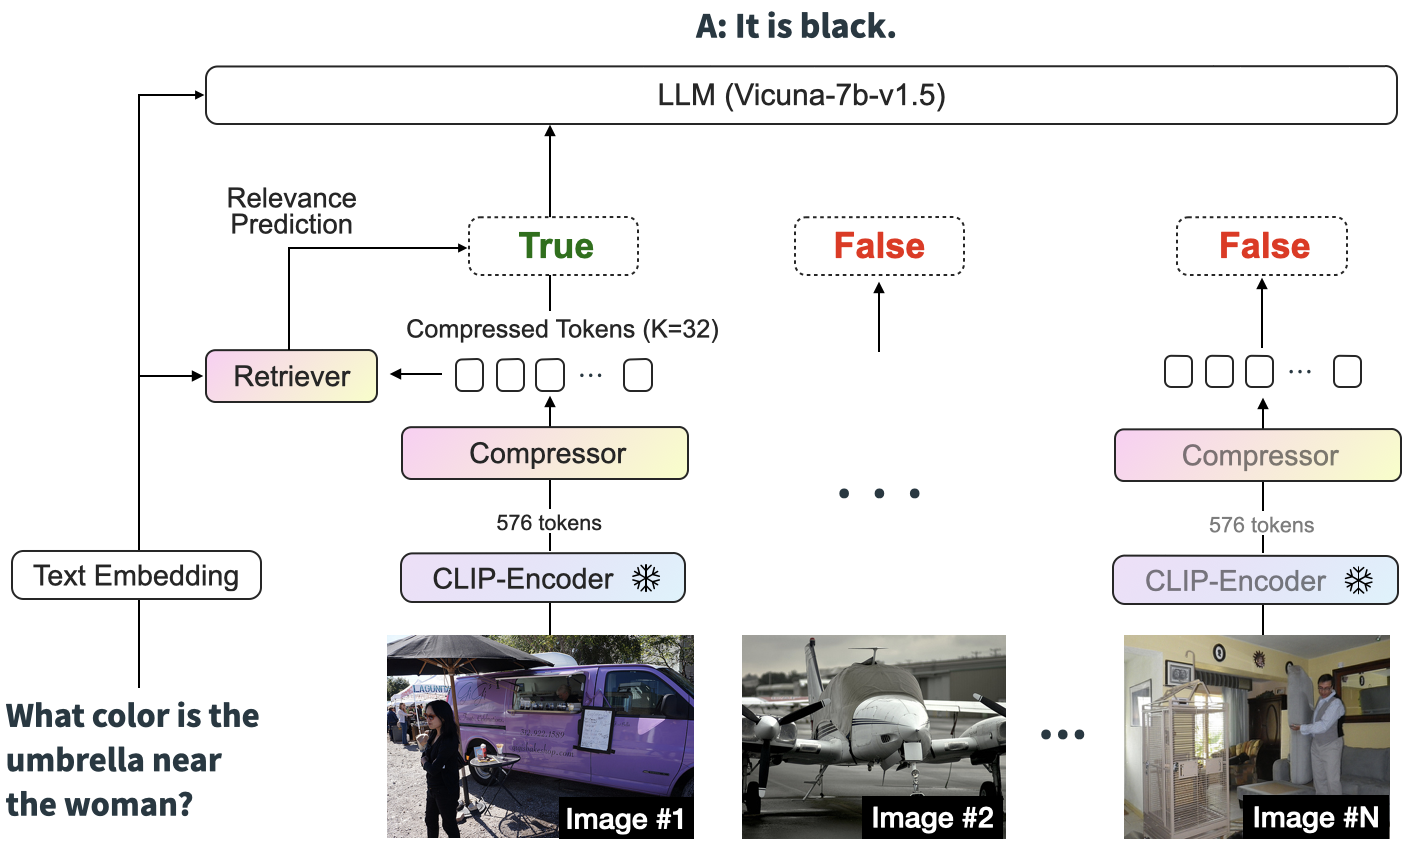 A: It is black.
LLM (Vicuna-7b-v1.5)
Relevance
Prediction
True
False
False
Compressed Tokens (K=32)
Retriever
...
...
Compressor
Compressor
576 tokens
576 tokens
Text Embedding
CLIP-Encoder
CLIP-Encoder
What color is the
umbrella near
the woman?
LAGUNITAS
Image #1
Image #2
Image #N